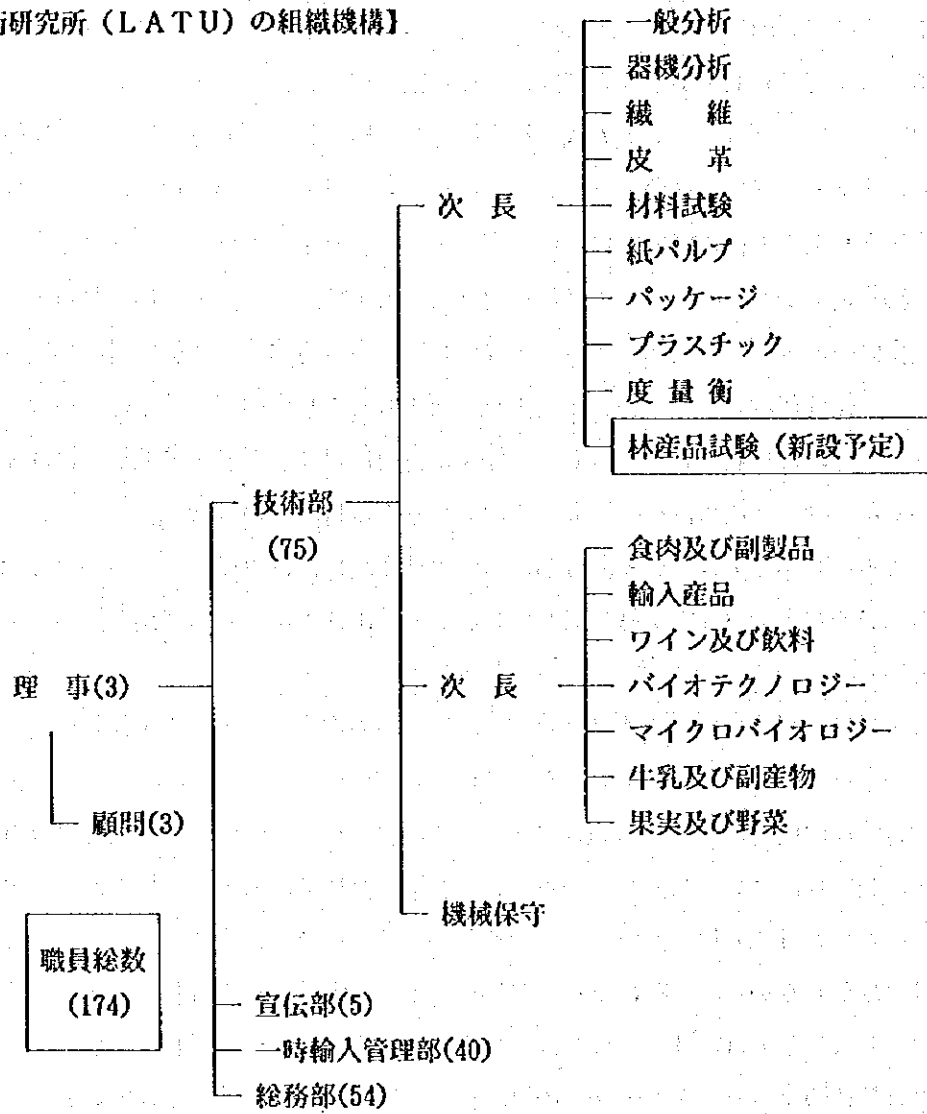 術研究所（LATU）の組織機構】
一般分析
器機分析
繊　維
皮　革
次 長
材料試験
紙パルプ
パッケージ
プラスチック
度 量 衡
林産品試験（新設予定）
技術部
(75)
食肉及び副製品
輸入産品
ワイン及び飲料
理　事(3)
次 長
バイオテクノロジー
マイクロバイオロジー
牛乳及び副産物
顧問(3)
果実及び野菜
機械保守
職員総数
(174)
宣伝部(5)
一時輸入管理部(40)
総務部(54)